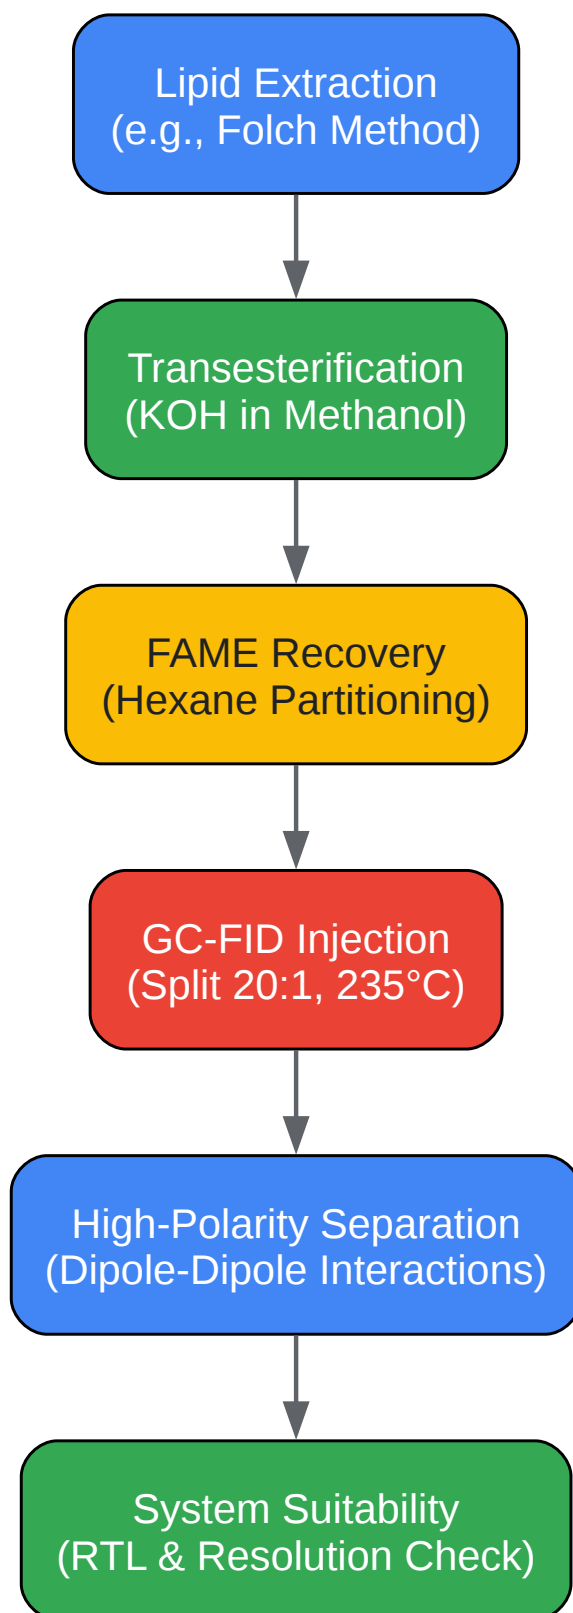 Lipid Extraction
(e.g., Folch Method)
Transesterification
(KOH in Methanol)
FAME Recovery
(Hexane Partitioning)
GC-FID Injection
(Split 20:1, 235°C)
High-Polarity Separation
(Dipole-Dipole Interactions)
System Suitability
(RTL & Resolution Check)